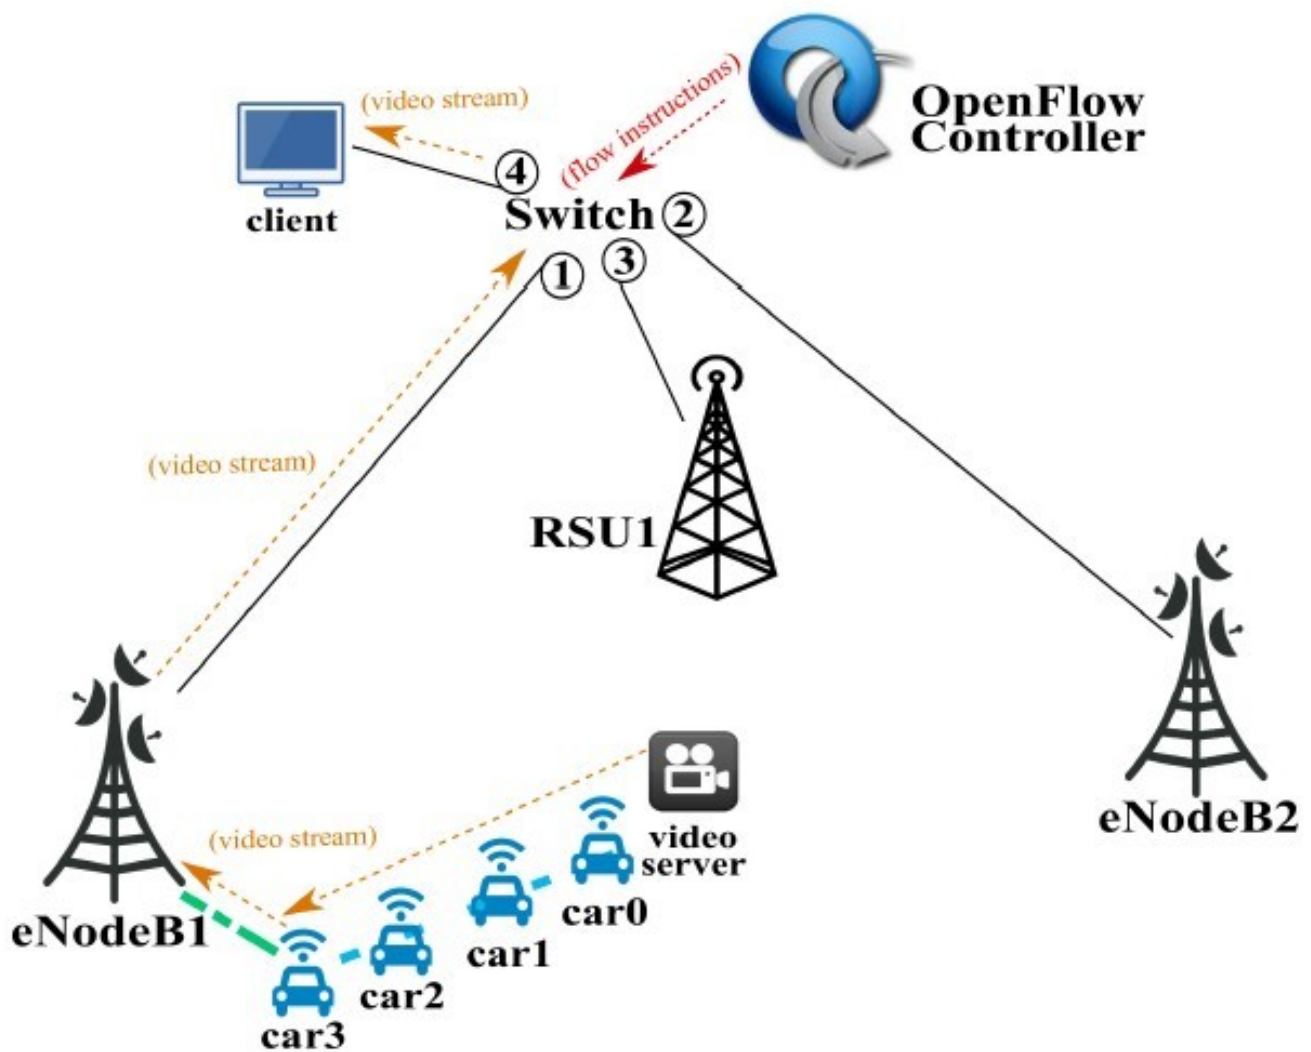 (video stream)
(flow instructions)
OpenFlow
Controller
client
4
Switch
2
1
3
(video stream)
RSU1
eNodeB2
(video stream)
video
server
eNodeB1
car0
car1
car2
car3